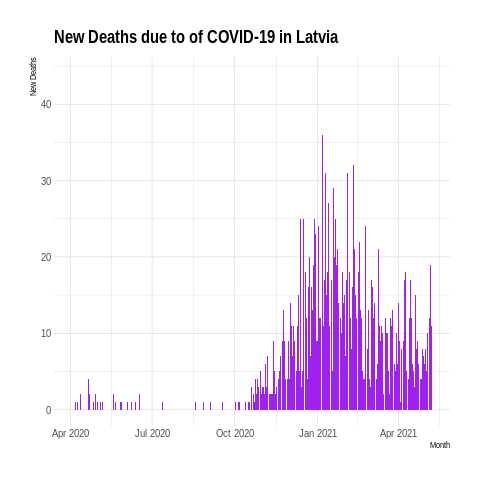 New Deaths due to of COVID-19 in Latvia
New Deaths
40
30
20
10
0
Apr 2020 Jul 2020 Oct 2020 Jan 2021 Apr 2021
Month